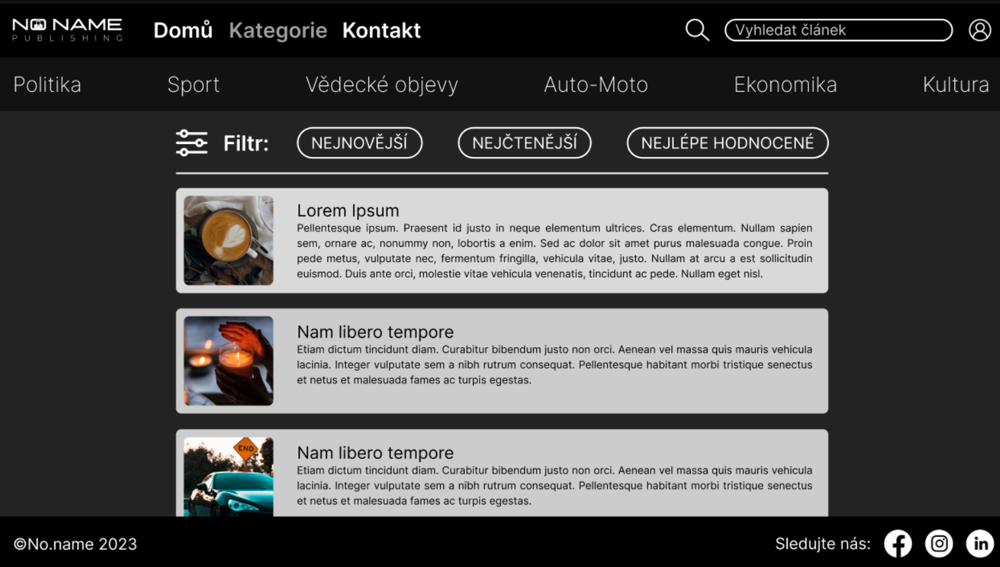 NO NAME
PUBLISHING
Domů Kategorie Kontakt
Vyhledat článek
Politika Sport Vědecké objevy Auto-Moto Ekonomika Kultura
Filtr: NEJNOVĚJŠÍ NEJČTENĚJŠÍ NEJLÉPE HODNOCENÉ
Lorem Ipsum
Pellentesque ipsum. Praesent id justo in neque elementum ultrices. Cras elementum. Nullam sapien
sem, ornare ac, nonummy non, lobortis a enim. Sed ac dolor sit amet purus malesuada congue. Proin
pede metus, vulputate nec, fermentum fringilla, vehicula vitae, justo. Nullam at arcu a est sollicitudin
euismod. Duis ante orci, molestie vitae vehicula venenatis, tincidunt ac pede. Nullam eget nisl.
Nam libero tempore
Etiam dictum tincidunt diam. Curabitur bibendum justo non orci. Aenean vel massa quis mauris vehicula
lacinia. Integer vulputate sem a nibh rutrum consequat. Pellentesque habitant morbi tristique senectus
et netus et malesuada fames ac turpis egestas.
END
Nam libero tempore
Etiam dictum tincidunt diam. Curabitur bibendum justo non orci. Aenean vel massa quis mauris vehicula
lacinia. Integer vulputate sem a nibh rutrum consequat. Pellentesque habitant morbi tristique senectus
et netus et malesuada fames ac turpis egestas.
©No.name 2023
Sledujte nás: f in